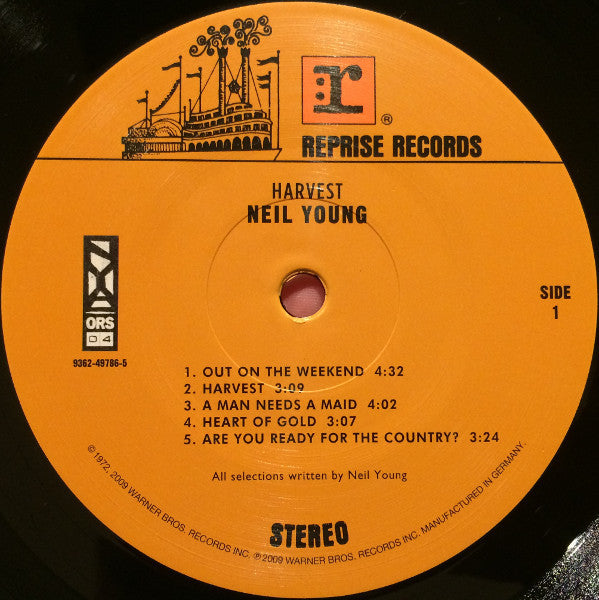 r
®
REPRISE RECORDS
HARVEST
NEIL YOUNG
NYA
ORS
04
9362-49786-5
SIDE
1
1. OUT ON THE WEEKEND 4:32
2. HARVEST 3:09
3. A MAN NEEDS A MAID 4:02
4. HEART OF GOLD 3:07
5. ARE YOU READY FOR THE COUNTRY? 3:24
All selections written by Neil Young
STEREO
© 1972, 2009 WARNER BROS. RECORDS INC. ℗ 2009 WARNER BROS. RECORDS INC. MANUFACTURED IN GERMANY.